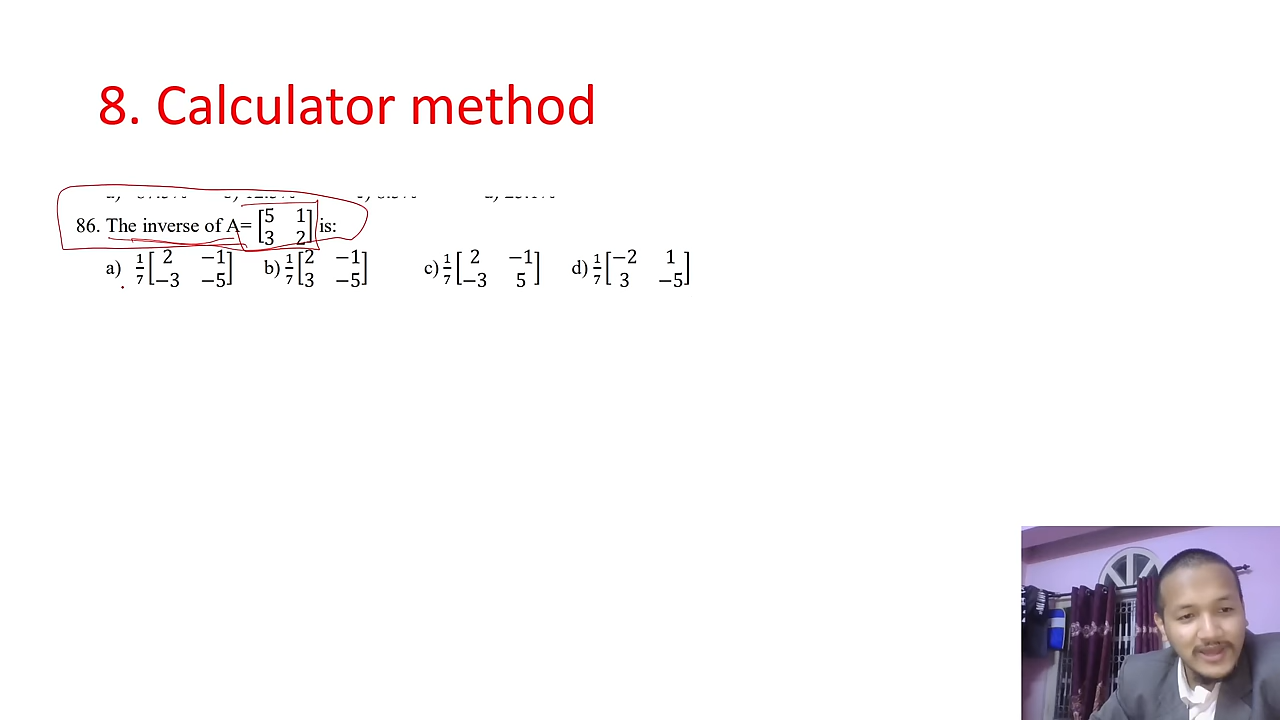 8. Calculator method
86. The inverse of A= [5 1 3 2] is:
a) 1/7 [2 −1 −3 −5] b) 1/7 [2 −1 3 −5] c) 1/7 [2 −1 −3 5] d) 1/7 [−2 1 3 −5]